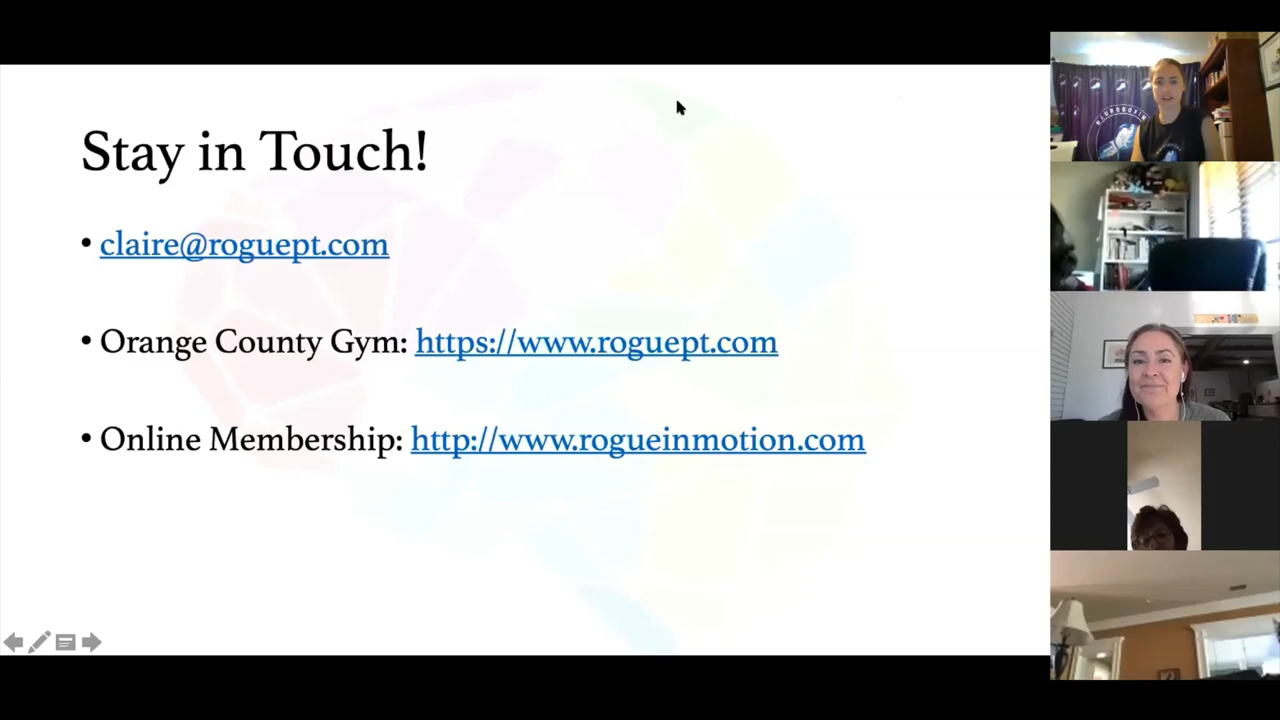 Stay in Touch!
• claire@roguept.com
• Orange County Gym: https://www.roguept.com
• Online Membership: http://www.rogueinmotion.com